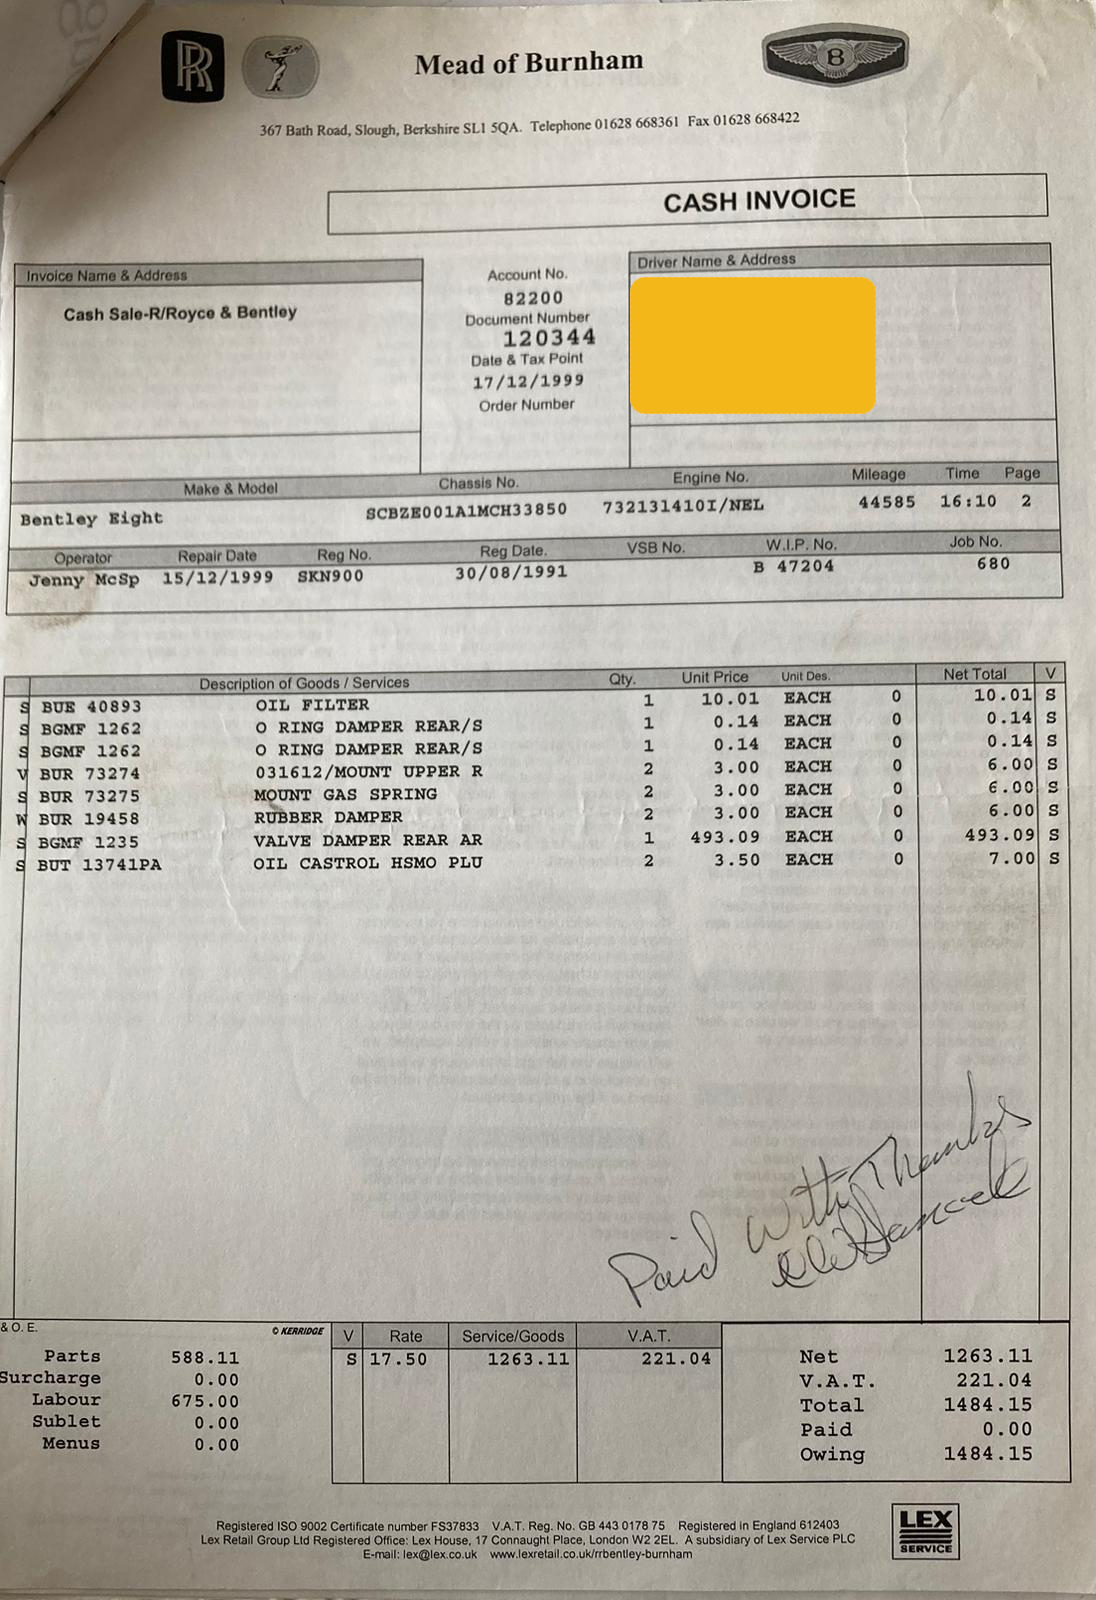 Mead of Burnham
367 Bath Road, Slough, Berkshire SL1 5QA. Telephone 01628 668361 Fax 01628 668422
CASH INVOICE
Invoice Name & Address
Cash Sale-R/Royce & Bentley
Account No.
82200
Document Number
120344
Date & Tax Point
17/12/1999
Order Number
Driver Name & Address
Make & Model Chassis No. Engine No. Mileage Time Page
Bentley Eight SCBZE001A1MCH33850 732131410I/NEL 44585 16:10 2
Operator Repair Date Reg No. Reg Date. VSB No. W.I.P. No. Job No.
Jenny McSp 15/12/1999 SKN900 30/08/1991 B 47204 680
Description of Goods / Services Qty. Unit Price Unit Des. Net Total V
S BUE 40893 OIL FILTER 1 10.01 EACH 0 10.01 S
S BGMF 1262 O RING DAMPER REAR/S 1 0.14 EACH 0 0.14 S
S BGMF 1262 O RING DAMPER REAR/S 1 0.14 EACH 0 0.14 S
V BUR 73274 031612/MOUNT UPPER R 2 3.00 EACH 0 6.00 S
S BUR 73275 MOUNT GAS SPRING 2 3.00 EACH 0 6.00 S
W BUR 19458 RUBBER DAMPER 2 3.00 EACH 0 6.00 S
S BGMF 1235 VALVE DAMPER REAR AR 1 493.09 EACH 0 493.09 S
S BUT 13741PA OIL CASTROL HSMO PLU 2 3.50 EACH 0 7.00 S
Paid With Thanks
& O. E. © KERRIDGE
Parts 588.11
Surcharge 0.00
Labour 675.00
Sublet 0.00
Menus 0.00
V Rate Service/Goods V.A.T.
S 17.50 1263.11 221.04
Net 1263.11
V.A.T. 221.04
Total 1484.15
Paid 0.00
Owing 1484.15
Registered ISO 9002 Certificate number FS37833 V.A.T. Reg. No. GB 443 0178 75 Registered in England 612403
Lex Retail Group Ltd Registered Office: Lex House, 17 Connaught Place, London W2 2EL. A subsidiary of Lex Service PLC
E-mail: lex@lex.co.uk www.lexretail.co.uk/rrbentley-burnham
LEX
SERVICE